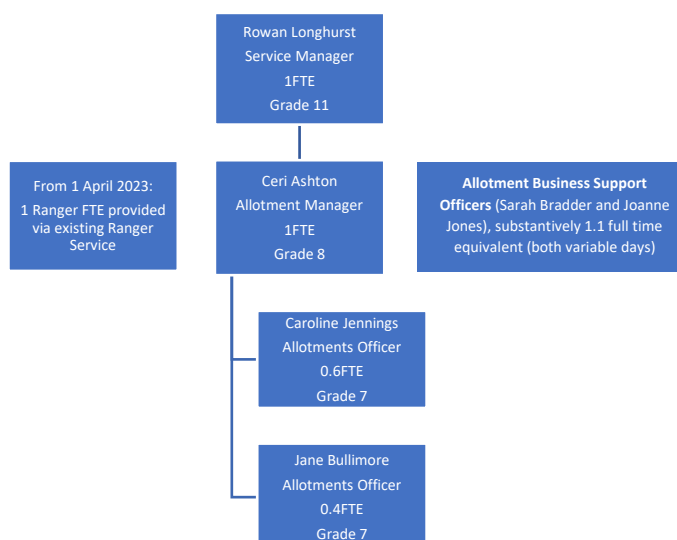 Rowan Longhurst
Service Manager
1FTE
Grade 11
From 1 April 2023:
1 Ranger FTE provided
via existing Ranger
Service
Ceri Ashton
Allotment Manager
1FTE
Grade 8
Allotment Business Support
Officers (Sarah Bradder and Joanne
Jones), substantively 1.1 full time
equivalent (both variable days)
Caroline Jennings
Allotments Officer
0.6FTE
Grade 7
Jane Bullimore
Allotments Officer
0.4FTE
Grade 7